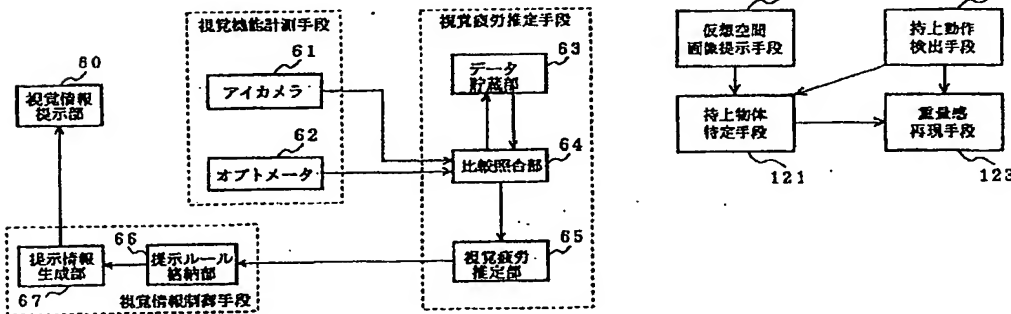 視覚機能計測手段
視覚疲労推定手段
60
視覚情報
提示部
61
アイカメラ
62
オプトメータ
63
データ
貯蔵部
64
比較照合部
65
視覚疲労
推定部
66
提示ルール
格納部
提示情報
生成部
67
視覚情報制御手段
仮想空間
画像提示手段
持上動作
検出手段
持上物体
特定手段
121
重量感
再現手段
123